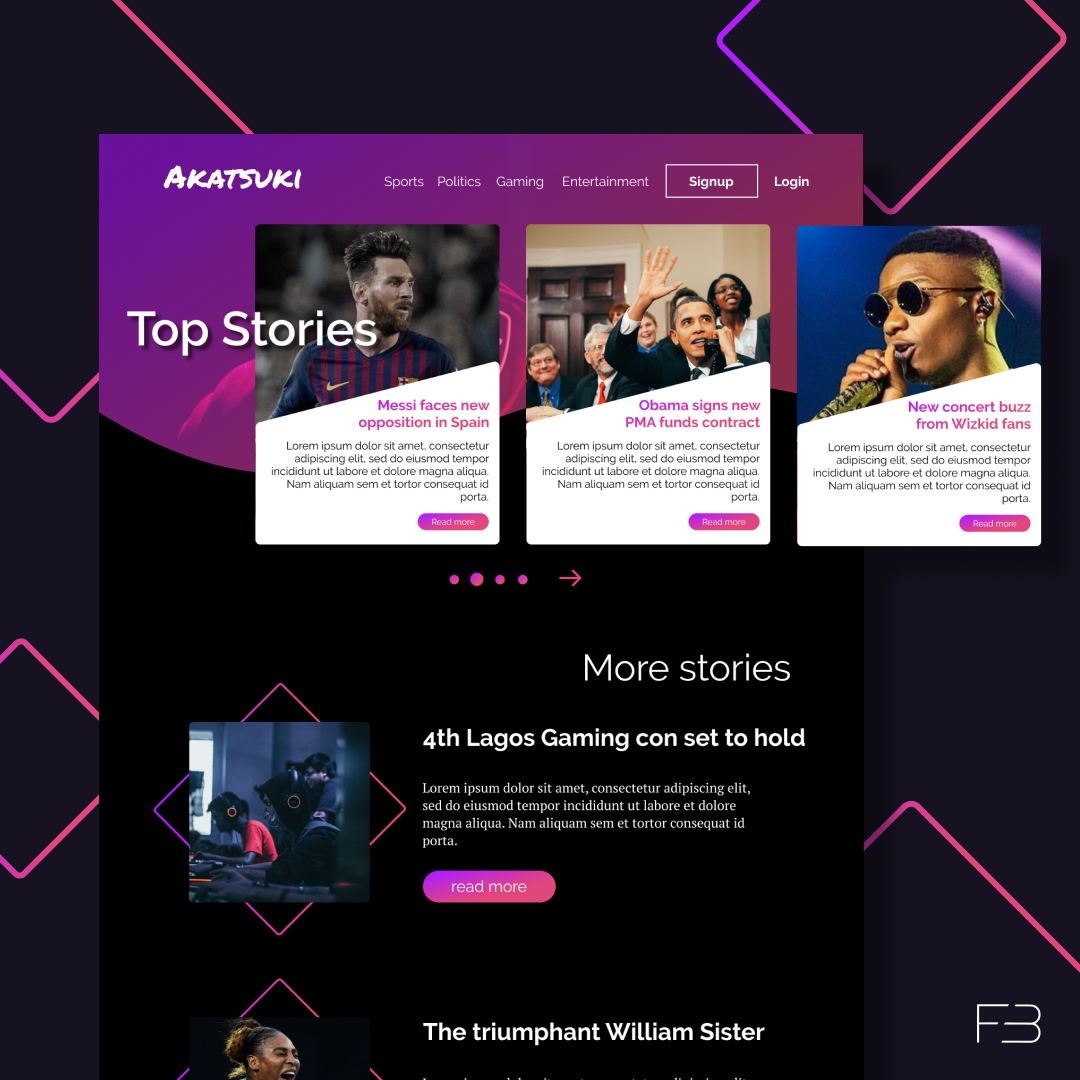 AKATSUKI
Sports Politics Gaming Entertainment Signup Login
Top Stories
Messi faces new
opposition in Spain
Lorem ipsum dolor sit amet, consectetur
adipiscing elit, sed do eiusmod tempor
incididunt ut labore et dolore magna aliqua.
Nam aliquam sem et tortor consequat id
porta.
Read more
Obama signs new
PMA funds contract
Lorem ipsum dolor sit amet, consectetur
adipiscing elit, sed do eiusmod tempor
incididunt ut labore et dolore magna aliqua.
Nam aliquam sem et tortor consequat id
porta.
Read more
New concert buzz
from Wizkid fans
Lorem ipsum dolor sit amet, consectetur
adipiscing elit, sed do eiusmod tempor
incididunt ut labore et dolore magna aliqua.
Nam aliquam sem et tortor consequat id
porta.
Read more
More stories
4th Lagos Gaming con set to hold
Lorem ipsum dolor sit amet, consectetur adipiscing elit,
sed do eiusmod tempor incididunt ut labore et dolore
magna aliqua. Nam aliquam sem et tortor consequat id
porta.
read more
The triumphant William Sister
FB